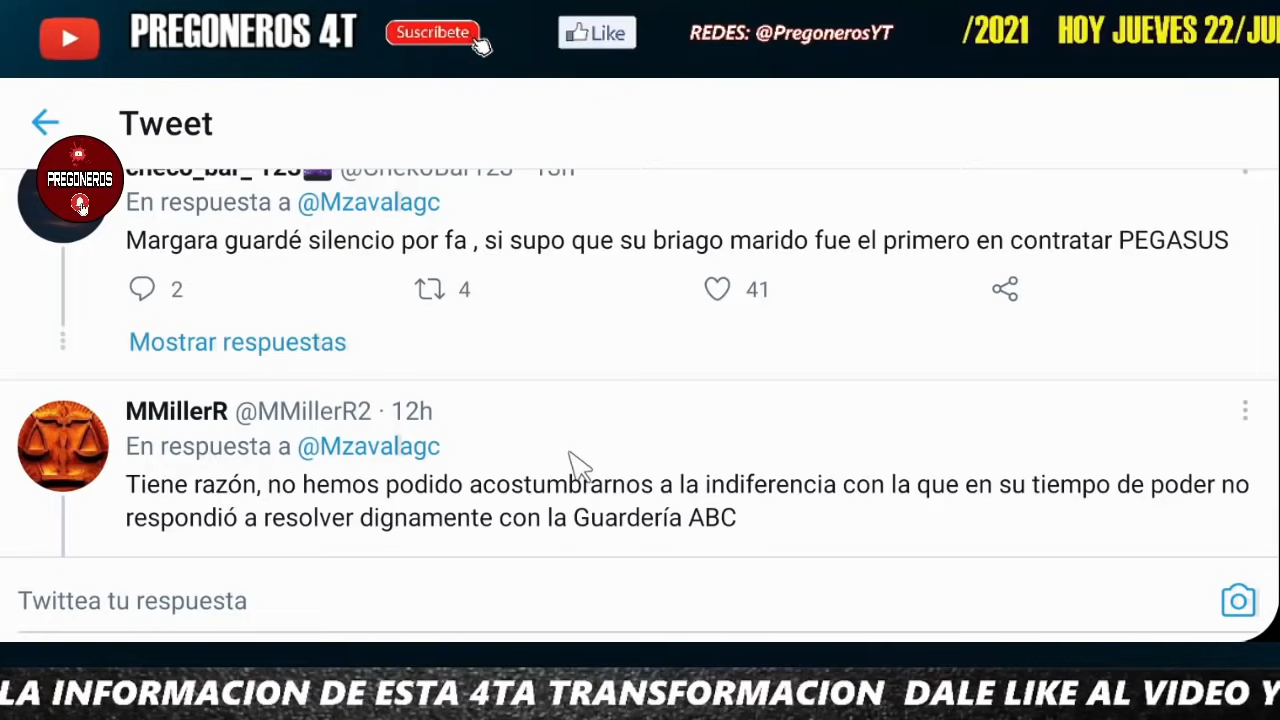 PREGONEROS 4T Suscríbete Like REDES: @PregonerosYT /2021 HOY JUEVES 22/JU
Tweet
PREGONEROS
checo_bar_ 123 @ChekoBar123 · 13h
En respuesta a @Mzavalagc
Margara guardé silencio por fa , si supo que su briago marido fue el primero en contratar PEGASUS
2 4 41
Mostrar respuestas
MMillerR @MMillerR2 · 12h
En respuesta a @Mzavalagc
Tiene razón, no hemos podido acostumbrarnos a la indiferencia con la que en su tiempo de poder no
respondió a resolver dignamente con la Guardería ABC
Twittea tu respuesta
LA INFORMACION DE ESTA 4TA TRANSFORMACION DALE LIKE AL VIDEO Y